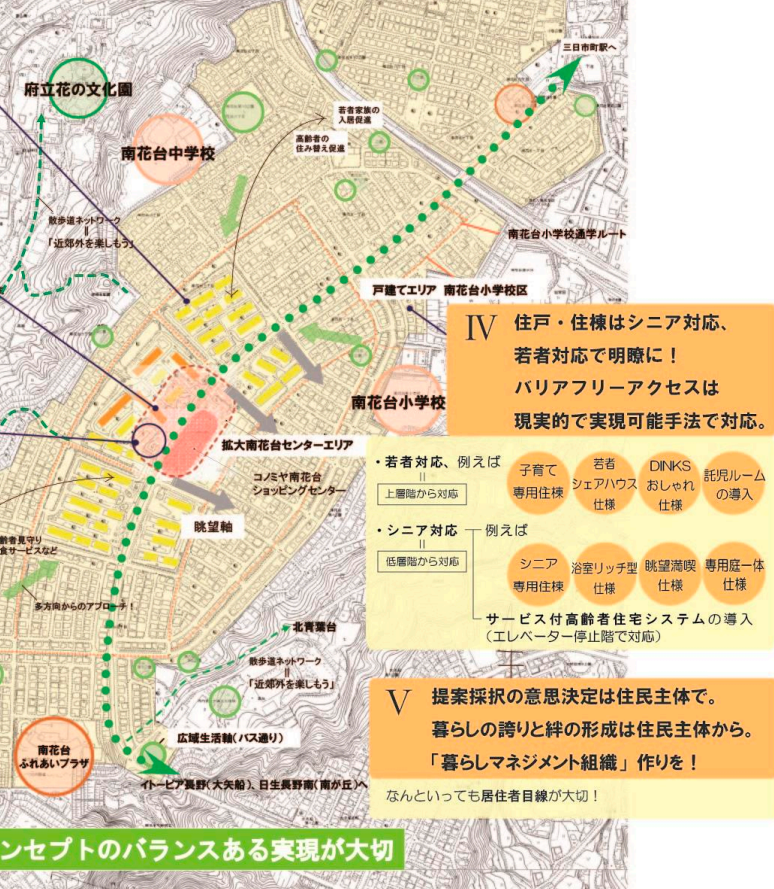 三日市町駅へ
府立花の文化園
若者家族の
入居促進
高齢者の
住み替え促進
南花台中学校
散歩道ネットワーク
||
「近郊外を楽しもう」
南花台小学校通学ルート
戸建てエリア 南花台小学校区
南花台小学校
拡大南花台センターエリア
コノミヤ南花台
ショッピングセンター
眺望軸
齢者見守り
食サービスなど
多方向からのアプローチ!
北青葉台
散歩道ネットワーク
||
「近郊外を楽しもう」
広域生活軸(バス通り)
南花台
ふれあいプラザ
イトーピア長野(大矢船)、日生長野南(南が丘)へ
ンセプトのバランスある実現が大切
Ⅳ 住戸・住棟はシニア対応、
若者対応で明瞭に!
バリアフリーアクセスは
現実的で実現可能手法で対応。
・若者対応、例えば
||
上層階から対応
子育て
専用住棟
若者
シェアハウス
仕様
DINKS
おしゃれ
仕様
託児ルーム
の導入
・シニア対応 例えば
||
低層階から対応
シニア
専用住棟
浴室リッチ型
仕様
眺望満喫
仕様
専用庭一体
仕様
サービス付高齢者住宅システムの導入
(エレベーター停止階で対応)
Ⅴ 提案採択の意思決定は住民主体で。
暮らしの誇りと絆の形成は住民主体から。
「暮らしマネジメント組織」作りを!
なんといっても居住者目線が大切!